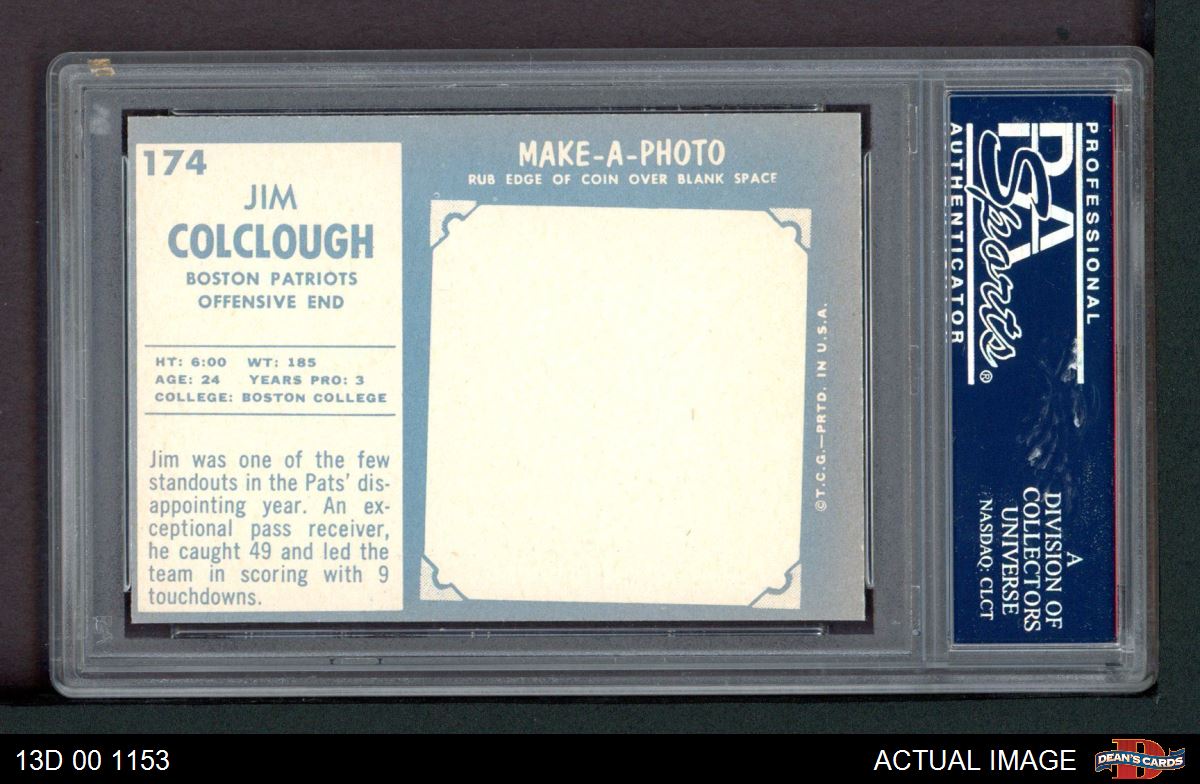 174
JIM
COLCLOUGH
BOSTON PATRIOTS
OFFENSIVE END
HT: 6:00 WT: 185
AGE: 24 YEARS PRO: 3
COLLEGE: BOSTON COLLEGE
Jim was one of the few
standouts in the Pats' dis-
appointing year. An ex-
ceptional pass receiver,
he caught 49 and led the
team in scoring with 9
touchdowns.
MAKE-A-PHOTO
RUB EDGE OF COIN OVER BLANK SPACE
©T.C.G.—PRTD. IN U.S.A.
PROFESSIONAL
PSA
Sports®
AUTHENTICATOR
A
DIVISION OF
COLLECTORS
UNIVERSE
NASDAQ: CLCT
13D 00 1153
ACTUAL IMAGE
D
DEAN'S CARDS